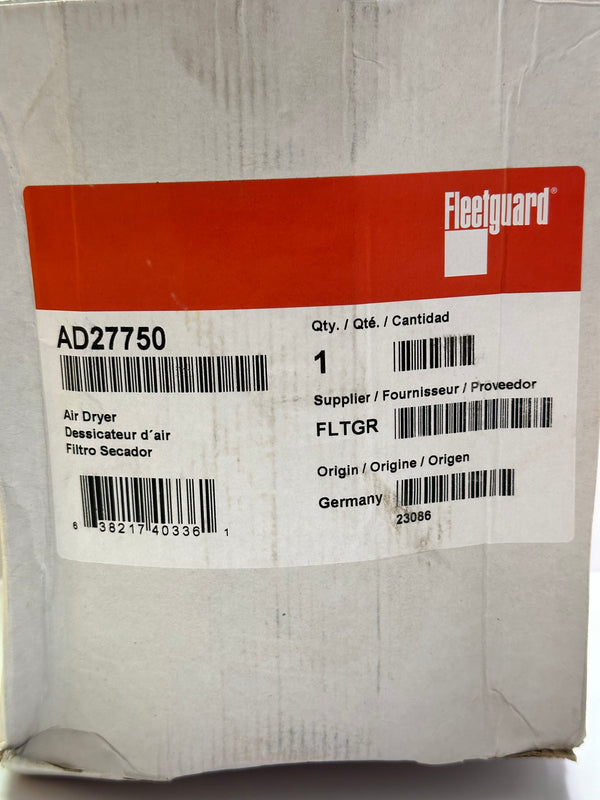 Fleetguard®
AD27750
Air Dryer
Dessicateur d´air
Filtro Secador
6 38217 40336 1
Qty. / Qté. / Cantidad
1
Supplier / Fournisseur / Proveedor
FLTGR
Origin / Origine / Origen
Germany
23086